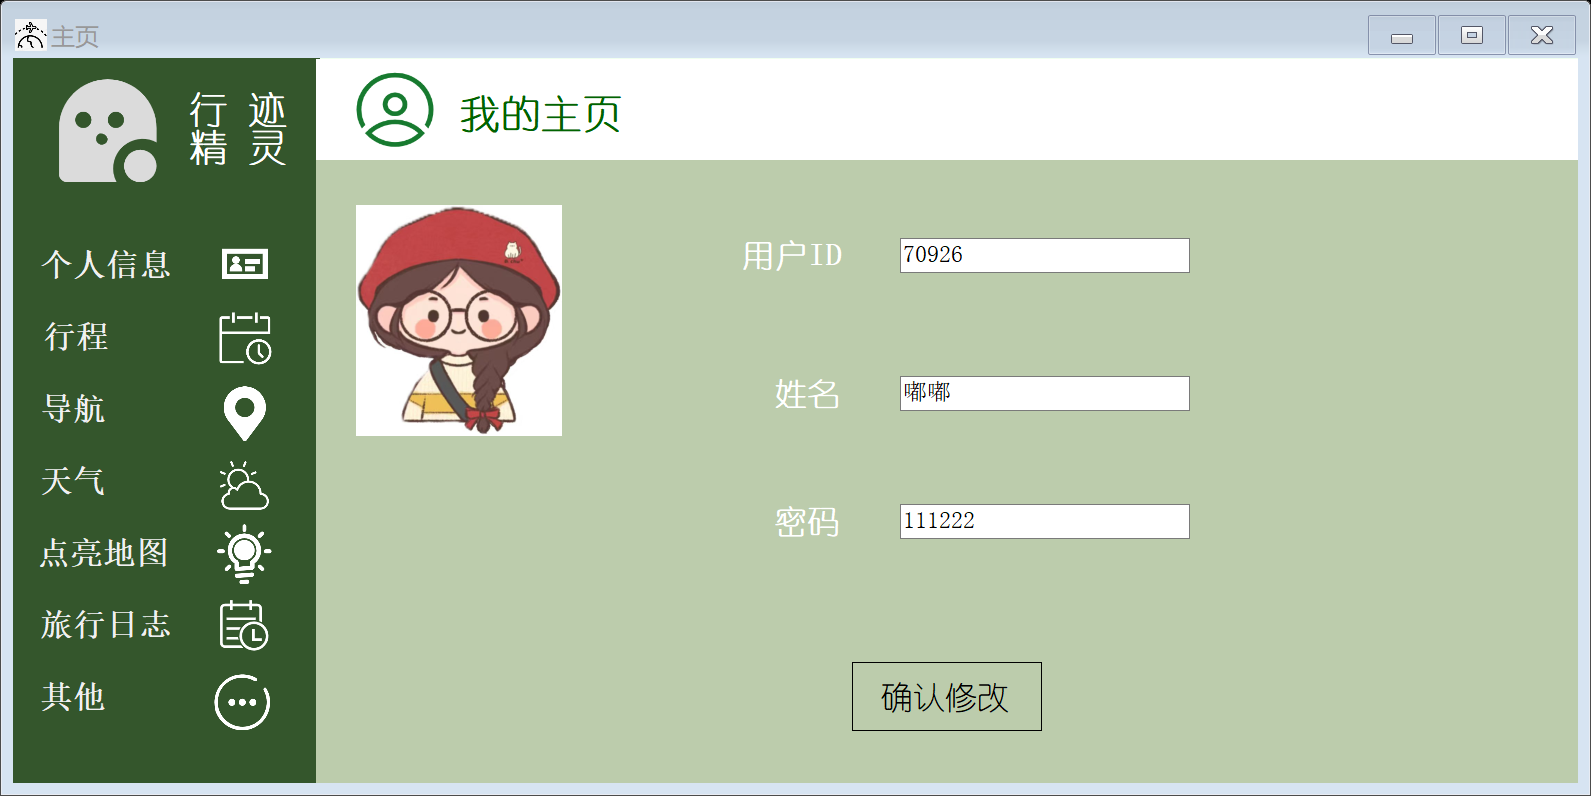 主页
行 迹
精 灵
我的主页
个人信息
行程
导航
天气
点亮地图
旅行日志
其他
用户ID
70926
姓名
嘟嘟
密码
111222
确认修改